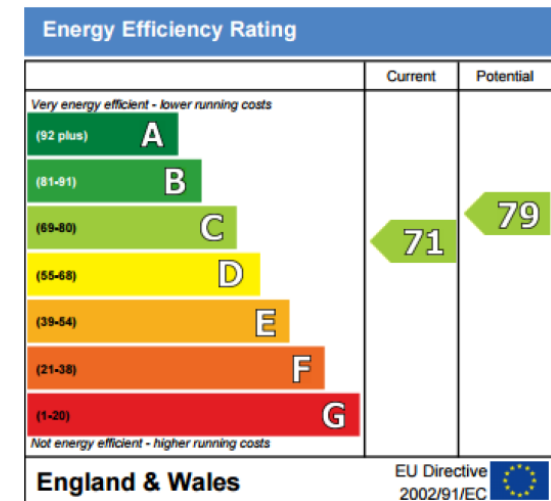 Energy Efficiency Rating
Current Potential
Very energy efficient - lower running costs
(92 plus) A
(81-91) B
(69-80) C
79
71
(55-68) D
(39-54) E
(21-38) F
(1-20) G
Not energy efficient - higher running costs
England & Wales
EU Directive
2002/91/EC